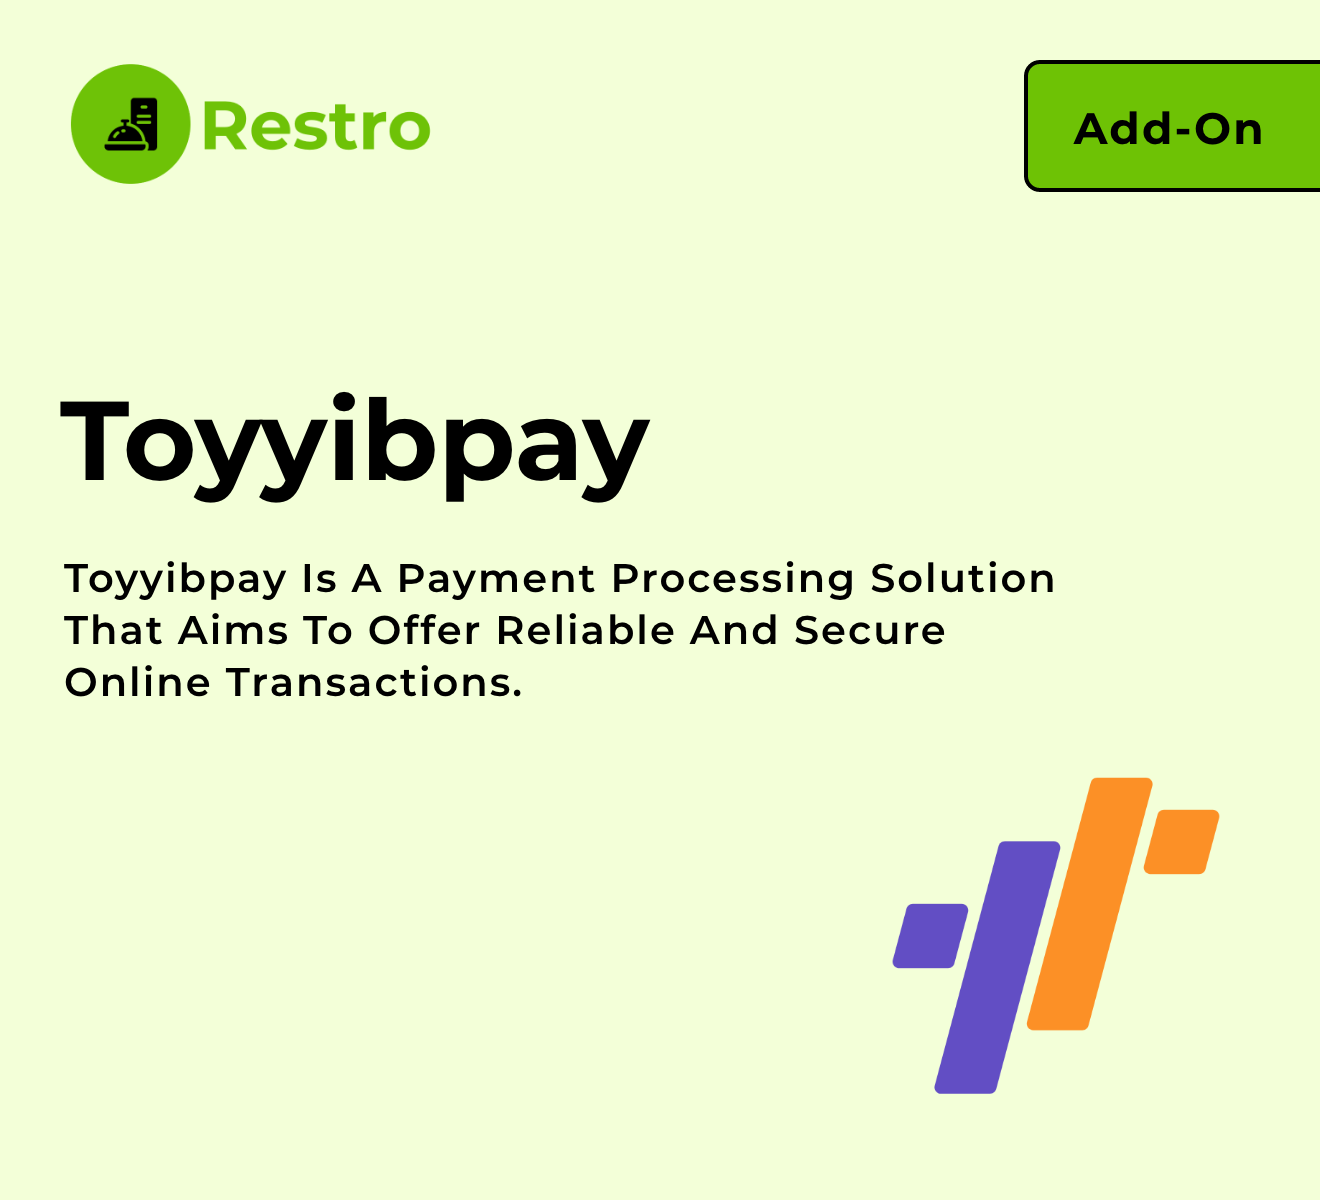 Restro
Add-On
Toyyibpay
Toyyibpay Is A Payment Processing Solution
That Aims To Offer Reliable And Secure
Online Transactions.